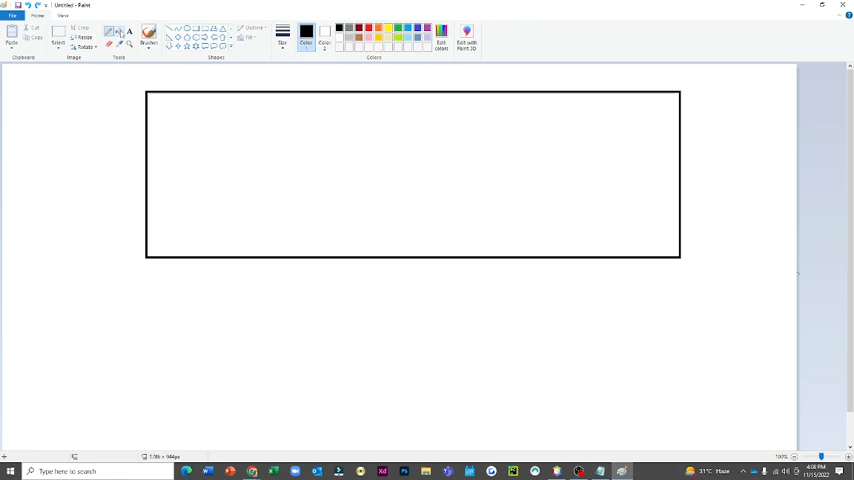 Untitled - Paint
File
Home
View
Paste
Cut
Copy
Clipboard
Select
Crop
Resize
Rotate
Image
A
Tools
Brushes
Outline
Fill
Shapes
Size
Color
1
Color
2
Edit
colors
Colors
Edit with
Paint 3D
100%
Type here to search
Xd
31°C Haze
4:08 PM
11/15/2022